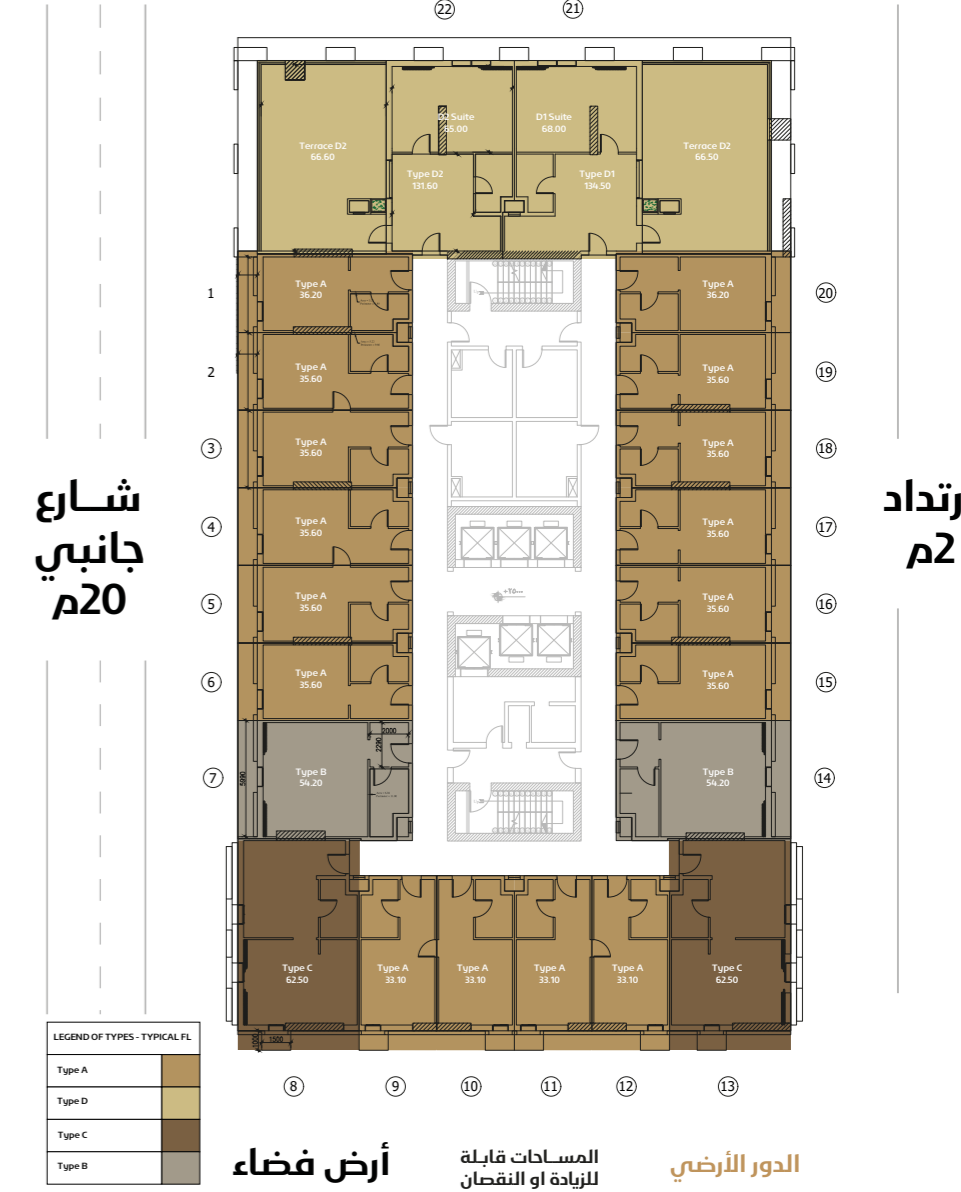 22
21
Terrace D2
66.60
D2 Suite
65.00
D1 Suite
68.00
Terrace D2
66.50
Type D2
131.60
Type D1
134.50
1
Type A
36.20
Type A
36.20
20
2
Type A
35.60
Type A
35.60
19
3
Type A
35.60
Type A
35.60
18
4
Type A
35.60
Type A
35.60
17
5
Type A
35.60
Type A
35.60
16
6
Type A
35.60
Type A
35.60
15
7
Type B
54.20
Type B
54.20
14
2000
2290
5990
شــارع
جانبي
20م
رتداد
2م
+٢٥٠٠٠
Type C
62.50
Type A
33.10
Type A
33.10
Type A
33.10
Type A
33.10
Type C
62.50
1000
1500
8
9
10
11
12
13
LEGEND OF TYPES - TYPICAL FL
Type A
Type D
Type C
Type B
أرض فضاء
المســاحات قابـلة
للزيادة او النقصان
الدور الأرضي